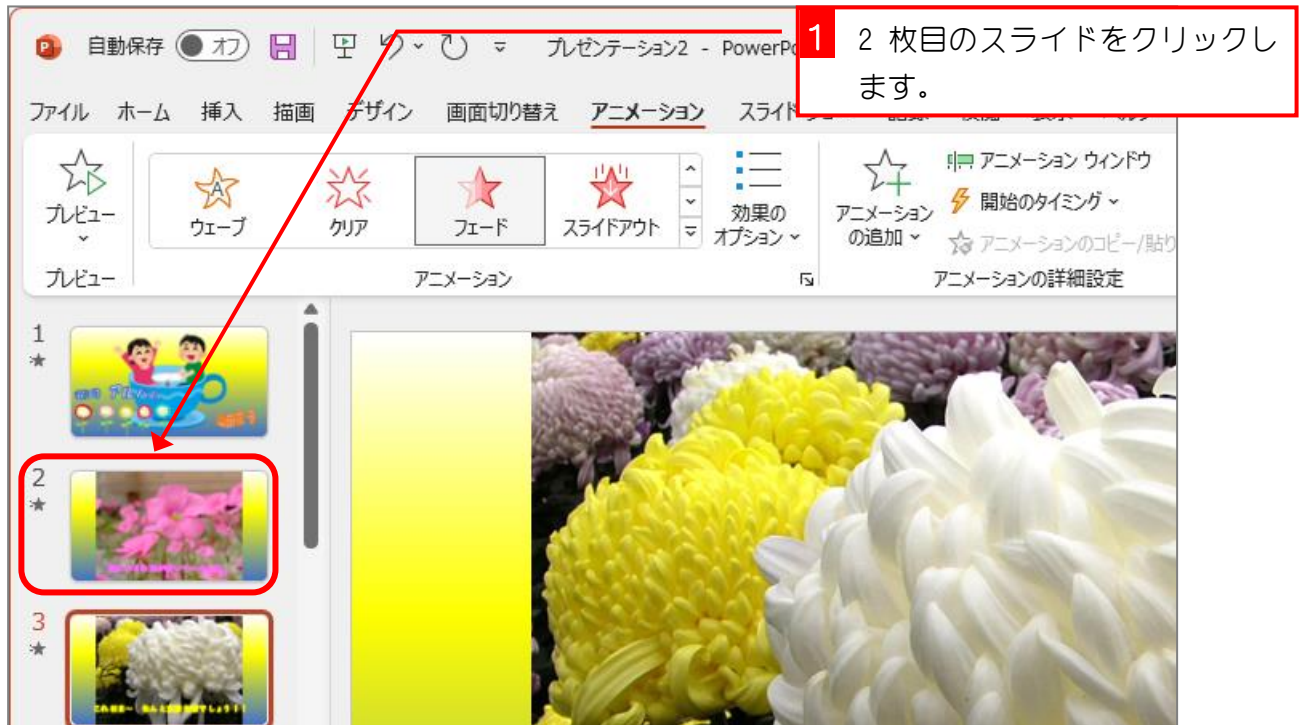 自動保存 オフ プレゼンテーション2 - PowerPo
1 2 枚目のスライドをクリックし
ます。
ファイル ホーム 挿入 描画 デザイン 画面切り替え アニメーション
プレビュー
ウェーブ
クリア
フェード
スライドアウト
効果の
オプション
アニメーション
の追加
アニメーション ウィンドウ
開始のタイミング
アニメーションのコピー/貼り
プレビュー アニメーション アニメーションの詳細設定
1
2
3